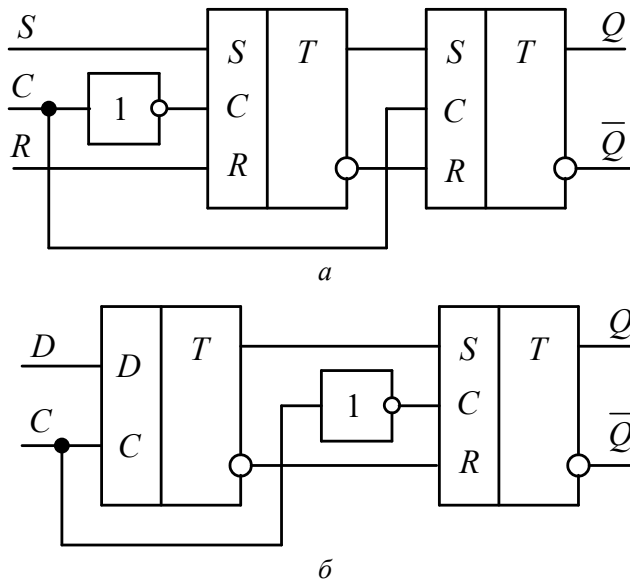 S S T S T Q
C 1 C C
R R R Q̅
а
D D T S T Q
C C 1 C
R Q̅
б